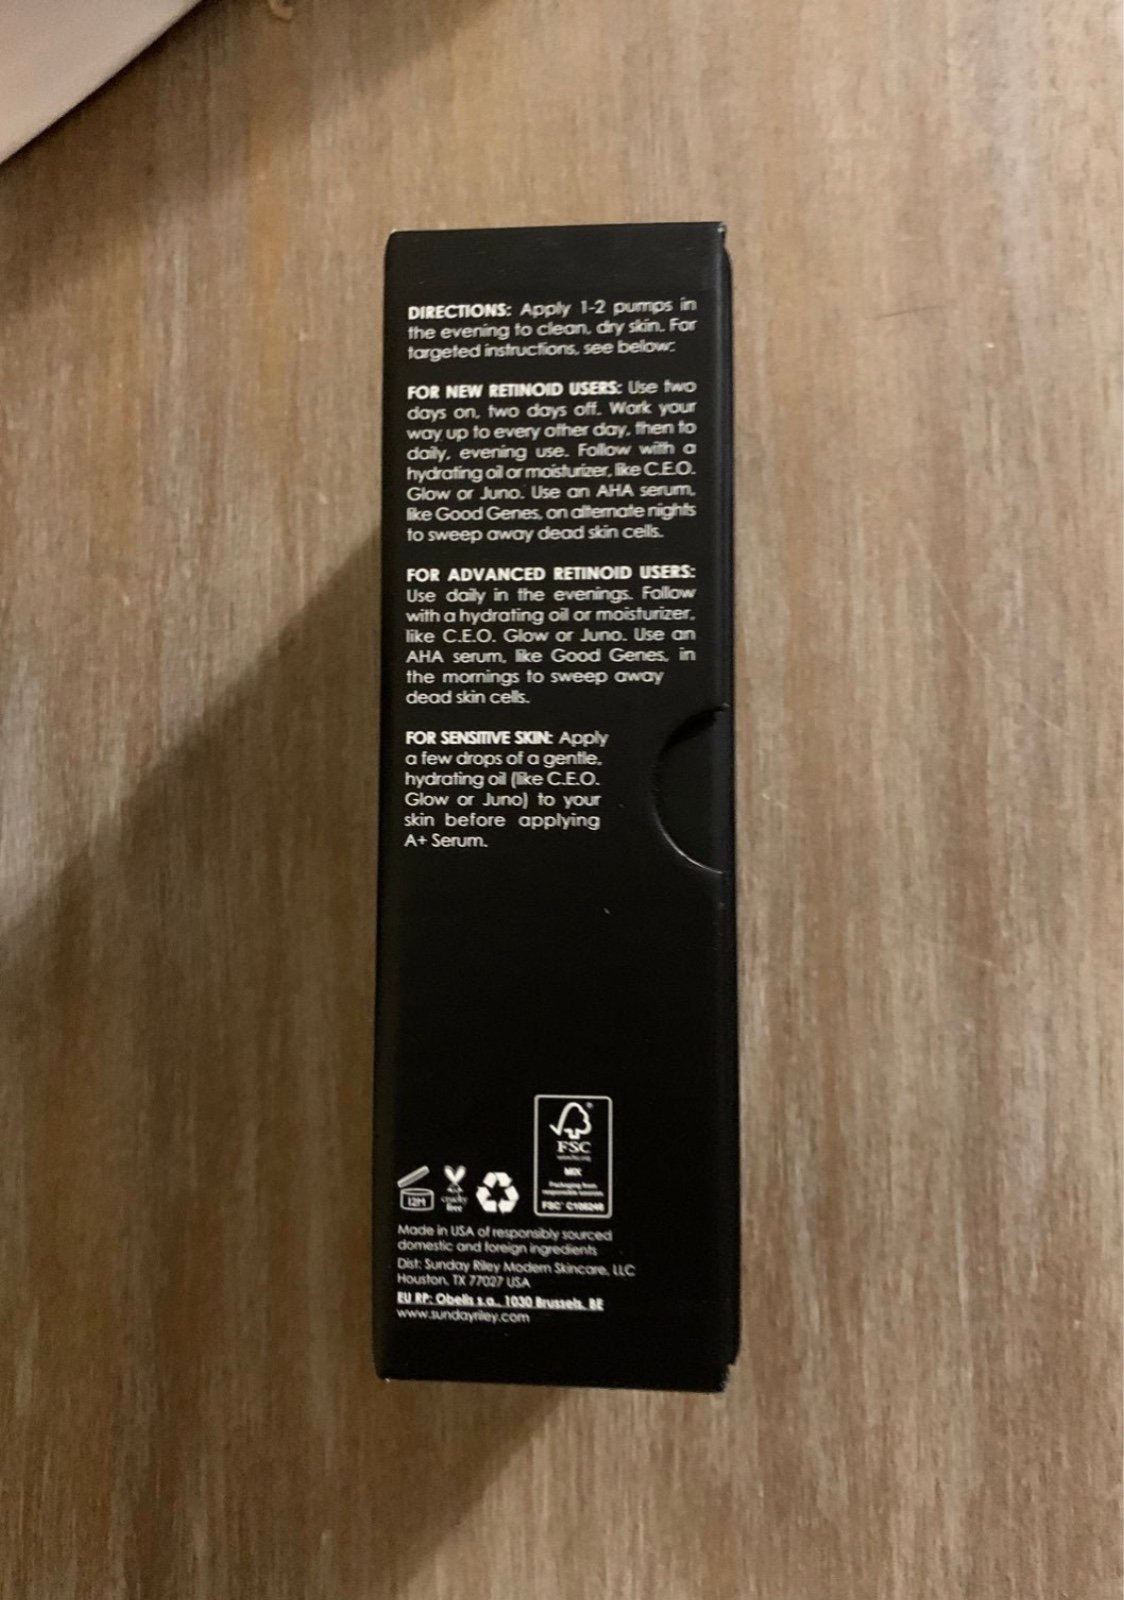 DIRECTIONS: Apply 1-2 pumps in
the evening to clean, dry skin. For
targeted instructions, see below:
FOR NEW RETINOID USERS: Use two
days on, two days off. Work your
way up to every other day, then to
daily, evening use. Follow with a
hydrating oil or moisturizer, like C.E.O.
Glow or Juno. Use an AHA serum,
like Good Genes, on alternate nights
to sweep away dead skin cells.
FOR ADVANCED RETINOID USERS:
Use daily in the evenings. Follow
with a hydrating oil or moisturizer,
like C.E.O. Glow or Juno. Use an
AHA serum, like Good Genes, in
the mornings to sweep away
dead skin cells.
FOR SENSITIVE SKIN: Apply
a few drops of a gentle,
hydrating oil (like C.E.O.
Glow or Juno) to your
skin before applying
A+ Serum.
FSC
MIX
Packaging from
responsible sources
FSC®
12M
cruelty
free
Made in USA of responsibly sourced
domestic and foreign ingredients
Dist: Sunday Riley Modern Skincare, LLC
Houston, TX 77027 USA
EU RP: Obelis s.a., 1030 Brussels, BE
www.sundayriley.com